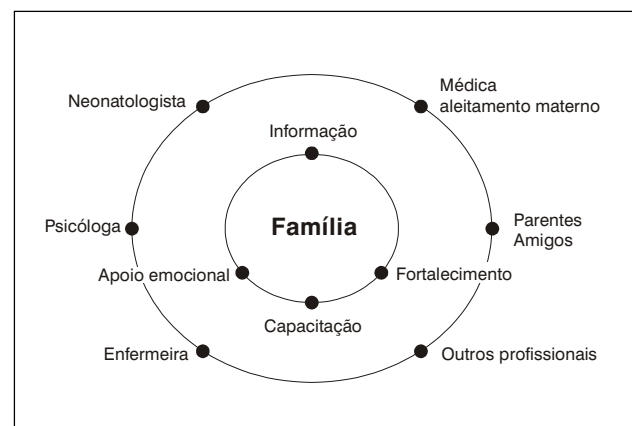 Neonatologista
Médica
aleitamento materno
Informação
Psicóloga
Família
Parentes
Amigos
Apoio emocional
Fortalecimento
Capacitação
Enfermeira
Outros profissionais